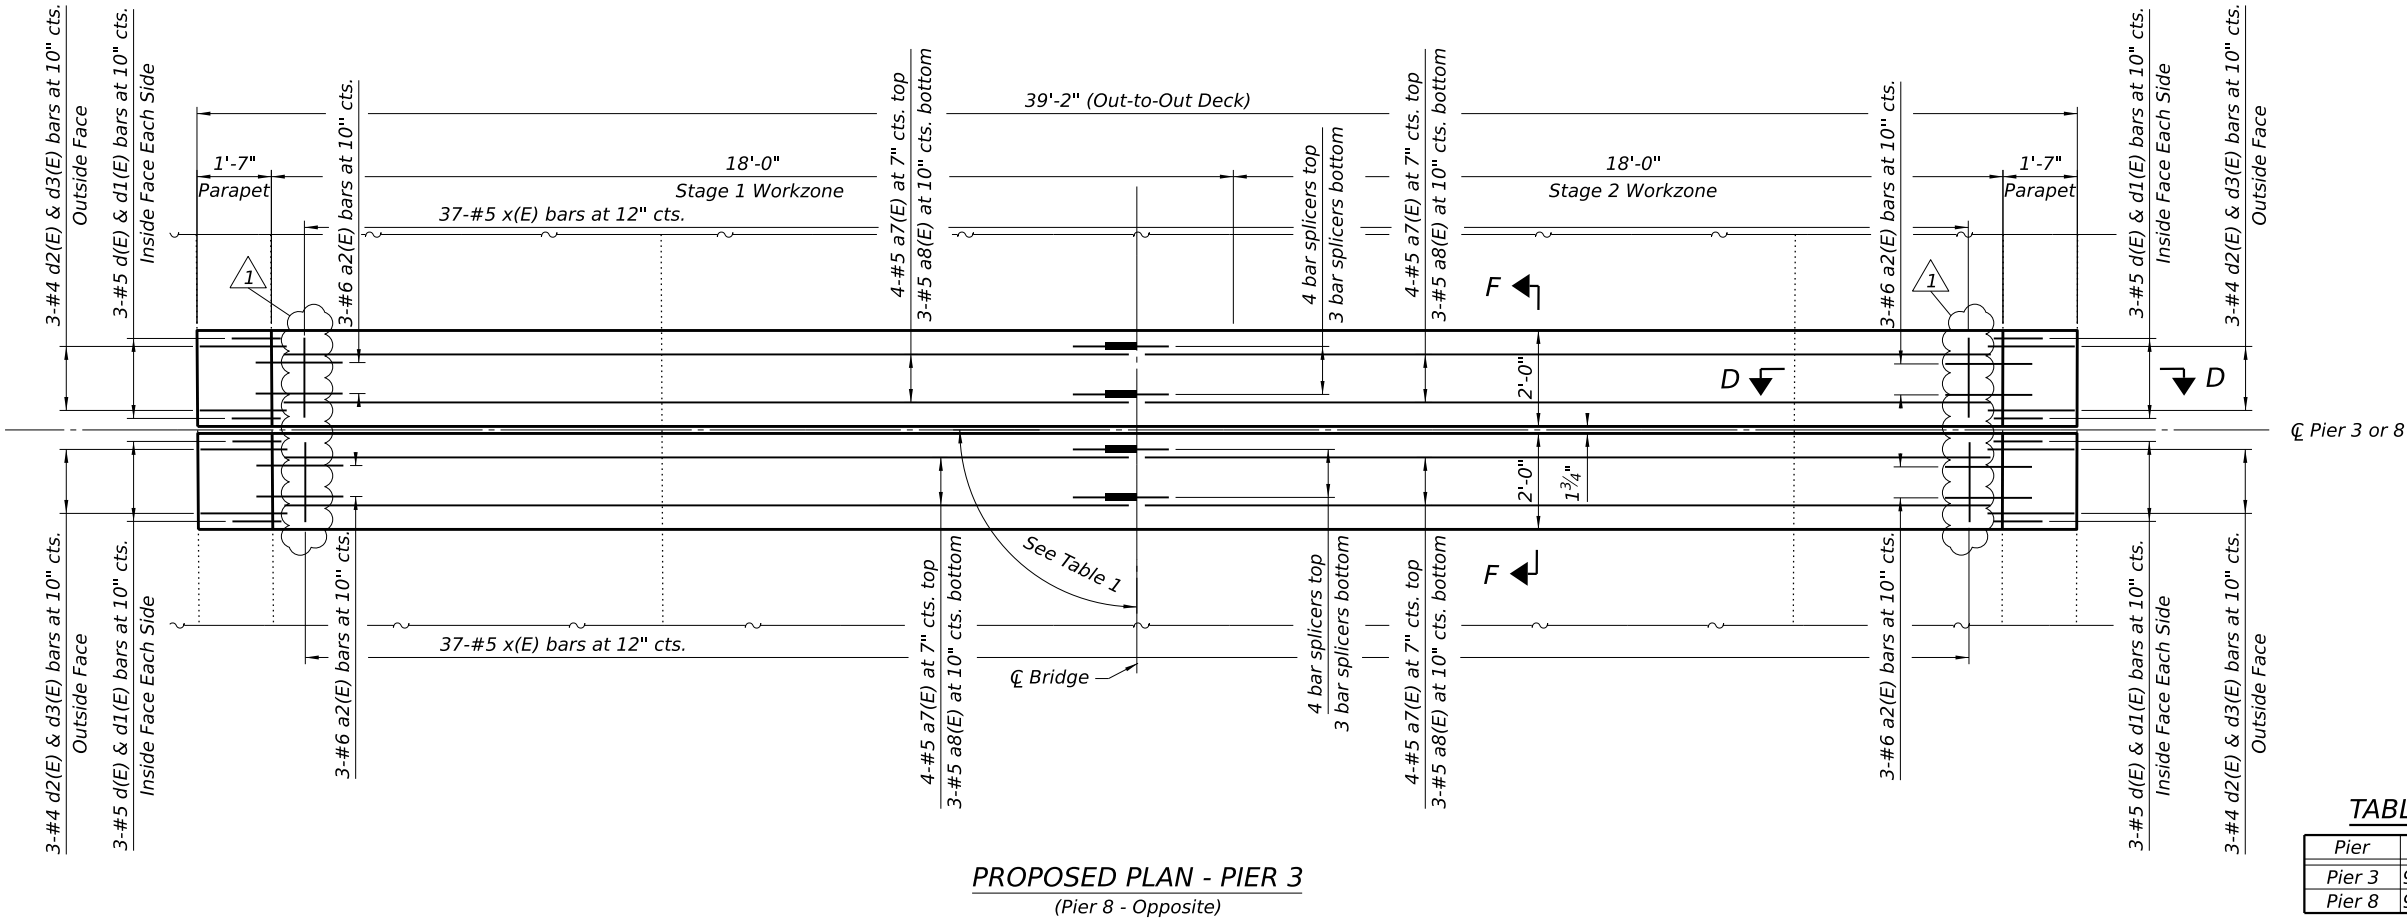 3-#4 d2(E) & d3(E) bars at 10" cts.
Outside Face
3-#5 d(E) & d1(E) bars at 10" cts.
Inside Face Each Side
3-#6 a2(E) bars at 10" cts.
4-#5 a7(E) at 7" cts. top
3-#5 a8(E) at 10" cts. bottom
39'-2" (Out-to-Out Deck)
4 bar splicers top
3 bar splicers bottom
4-#5 a7(E) at 7" cts. top
3-#5 a8(E) at 10" cts. bottom
3-#6 a2(E) bars at 10" cts.
3-#5 d(E) & d1(E) bars at 10" cts.
Inside Face Each Side
3-#4 d2(E) & d3(E) bars at 10" cts.
Outside Face
1'-7"
Parapet
18'-0"
Stage 1 Workzone
18'-0"
Stage 2 Workzone
1'-7"
Parapet
37-#5 x(E) bars at 12" cts.
1
1
F
D
D
2'-0"
℄ Pier 3 or 8
2'-0"
1 3/4"
See Table 1
F
3-#4 d2(E) & d3(E) bars at 10" cts.
Outside Face
3-#5 d(E) & d1(E) bars at 10" cts.
Inside Face Each Side
3-#6 a2(E) bars at 10" cts.
37-#5 x(E) bars at 12" cts.
4-#5 a7(E) at 7" cts. top
3-#5 a8(E) at 10" cts. bottom
℄ Bridge
4 bar splicers top
3 bar splicers bottom
4-#5 a7(E) at 7" cts. top
3-#5 a8(E) at 10" cts. bottom
3-#6 a2(E) bars at 10" cts.
3-#5 d(E) & d1(E) bars at 10" cts.
Inside Face Each Side
3-#4 d2(E) & d3(E) bars at 10" cts.
Outside Face
PROPOSED PLAN - PIER 3
(Pier 8 - Opposite)
Pier
Pier 3
Pier 8